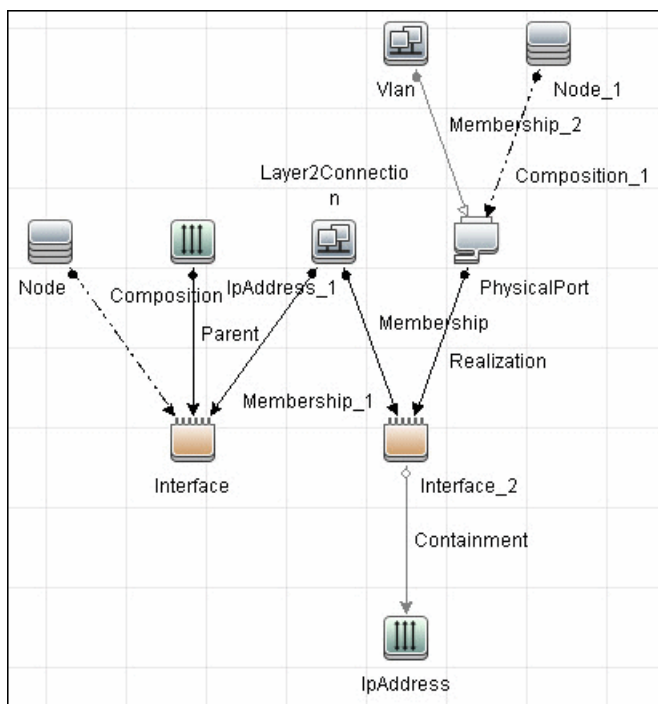 Vlan
Node_1
Membership_2
Layer2Connectio
n
Composition_1
Node
Composition
IpAddress_1
PhysicalPort
Parent
Membership
Realization
Membership_1
Interface
Interface_2
Containment
IpAddress